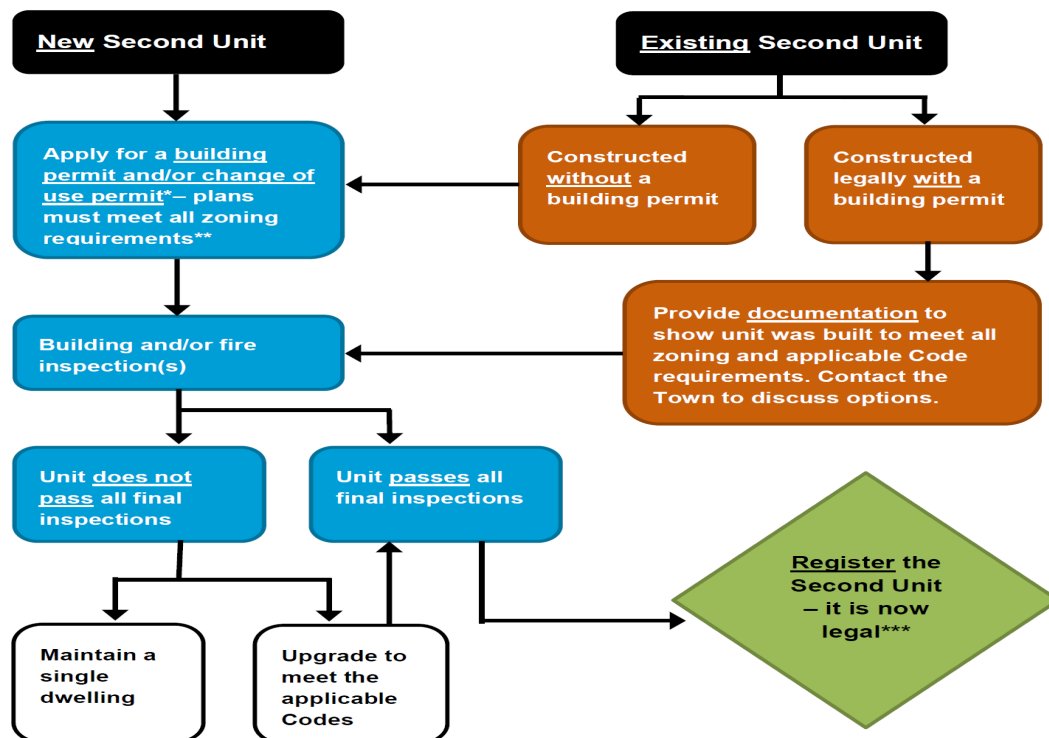 New Second Unit
Existing Second Unit
Apply for a building
permit and/or change of
use permit*– plans
must meet all zoning
requirements**
Constructed
without a
building permit
Constructed
legally with a
building permit
Building and/or fire
inspection(s)
Provide documentation to
show unit was built to meet all
zoning and applicable Code
requirements. Contact the
Town to discuss options.
Unit does not
pass all final
inspections
Unit passes all
final inspections
Register the
Second Unit
– it is now
legal***
Maintain a
single
dwelling
Upgrade to
meet the
applicable
Codes